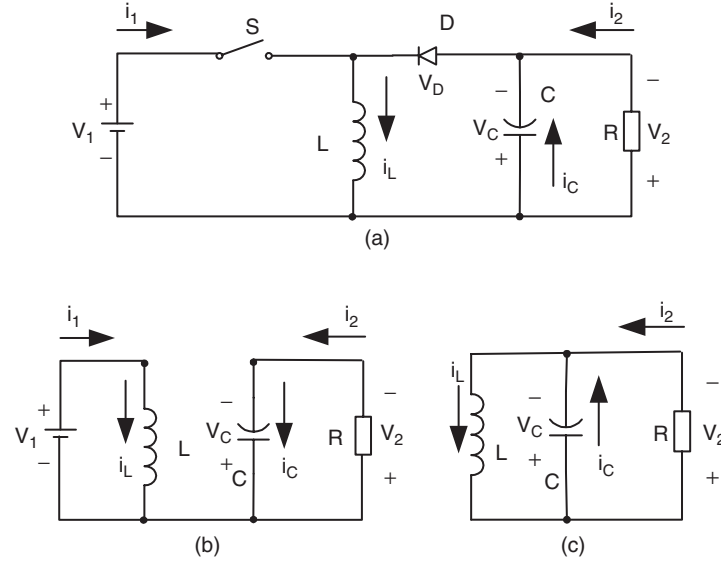 i1 S D i2
+ V1 −
L iL
VD
− VC + C iC
R − V2 +
(a)
i1 i2
+ V1 − iL L
− VC + C iC
R − V2 +
(b)
i2
iL L
− VC + C iC
R − V2 +
(c)